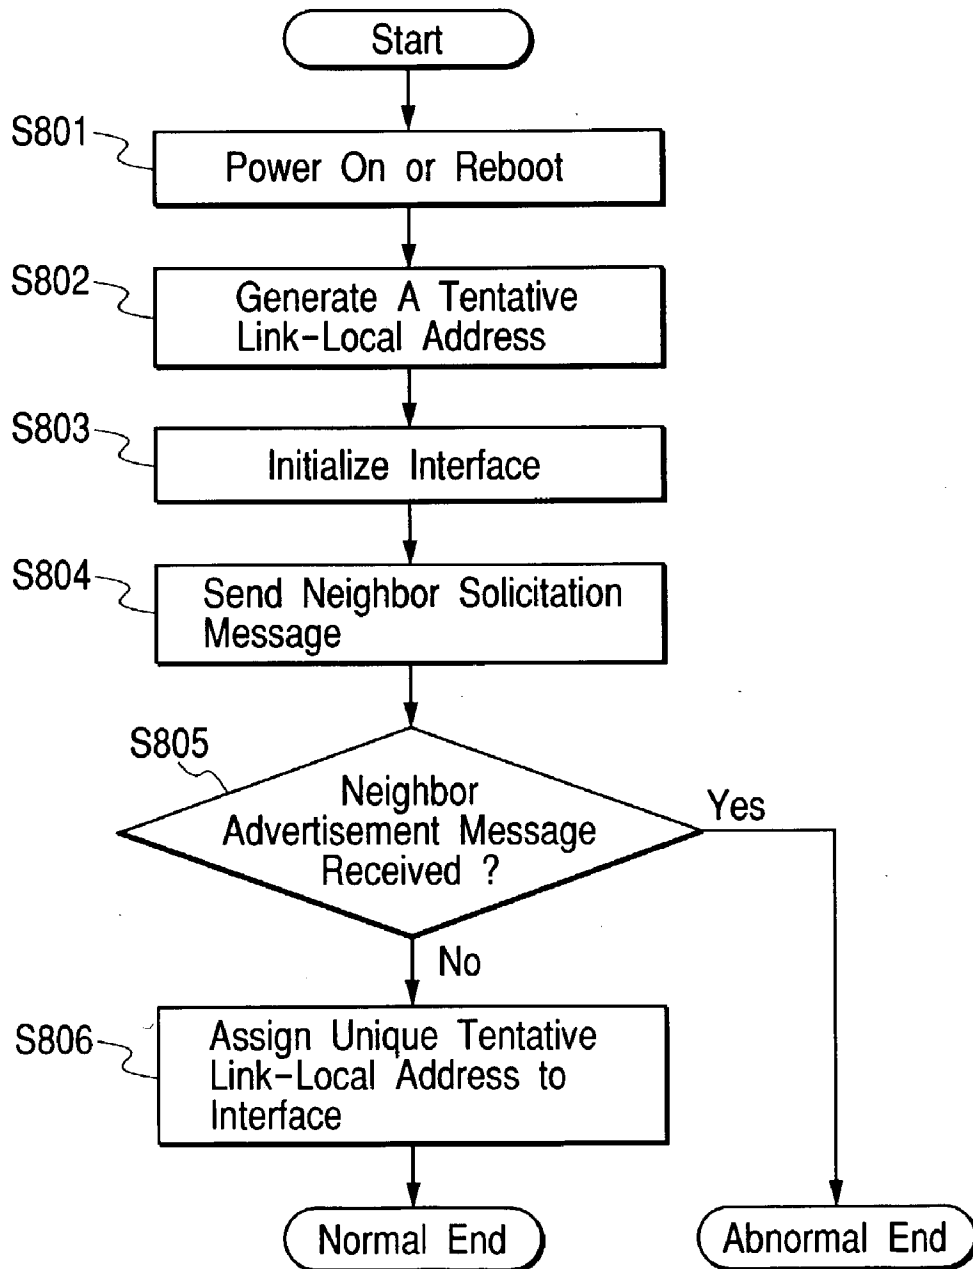 Start
S801
Power On or Reboot
S802
Generate A Tentative
Link-Local Address
S803
Initialize Interface
S804
Send Neighbor Solicitation
Message
S805
Neighbor
Advertisement Message
Received ?
Yes
No
S806
Assign Unique Tentative
Link-Local Address to
Interface
Normal End
Abnormal End